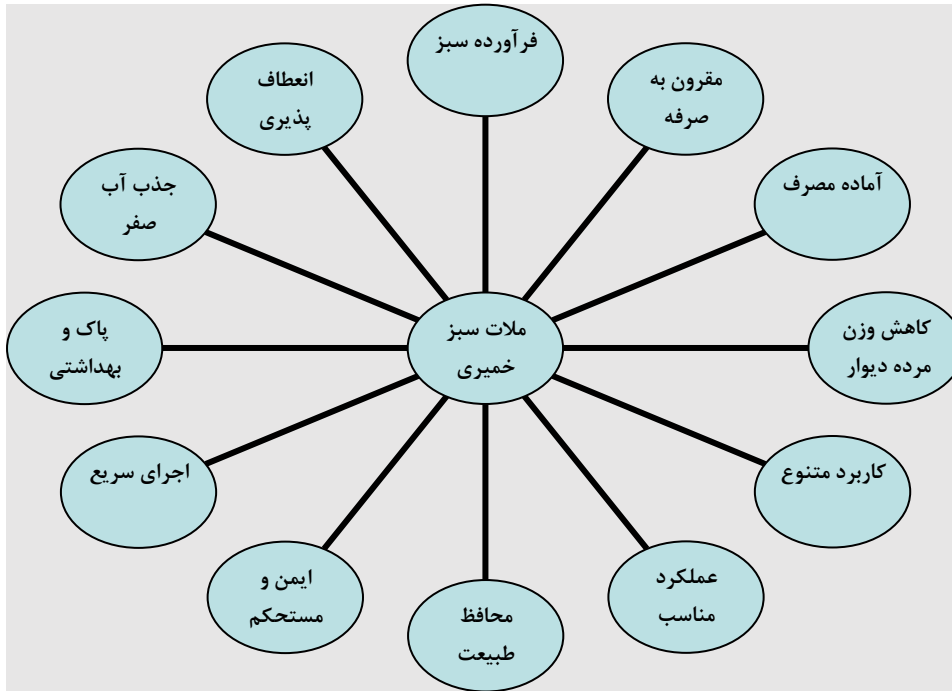 فرآورده سبز
مقرون به
صرفه
آماده مصرف
کاهش وزن
مرده دیوار
کاربرد متنوع
عملکرد
مناسب
محافظ
طبیعت
ایمن و
مستحکم
اجرای سریع
پاک و
بهداشتی
جذب آب
صفر
انعطاف
پذیری
ملات سبز
خمیری